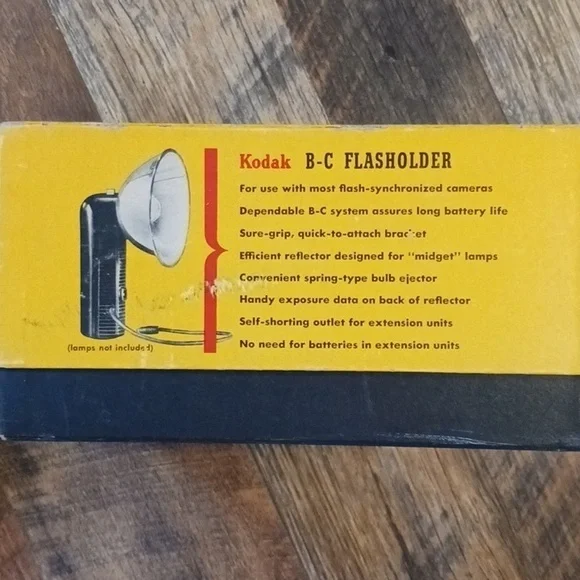 Kodak B-C FLASHOLDER
For use with most flash-synchronized cameras
Dependable B-C system assures long battery life
Sure-grip, quick-to-attach bracket
Efficient reflector designed for "midget" lamps
Convenient spring-type bulb ejector
Handy exposure data on back of reflector
Self-shorting outlet for extension units
No need for batteries in extension units
(lamps not included)